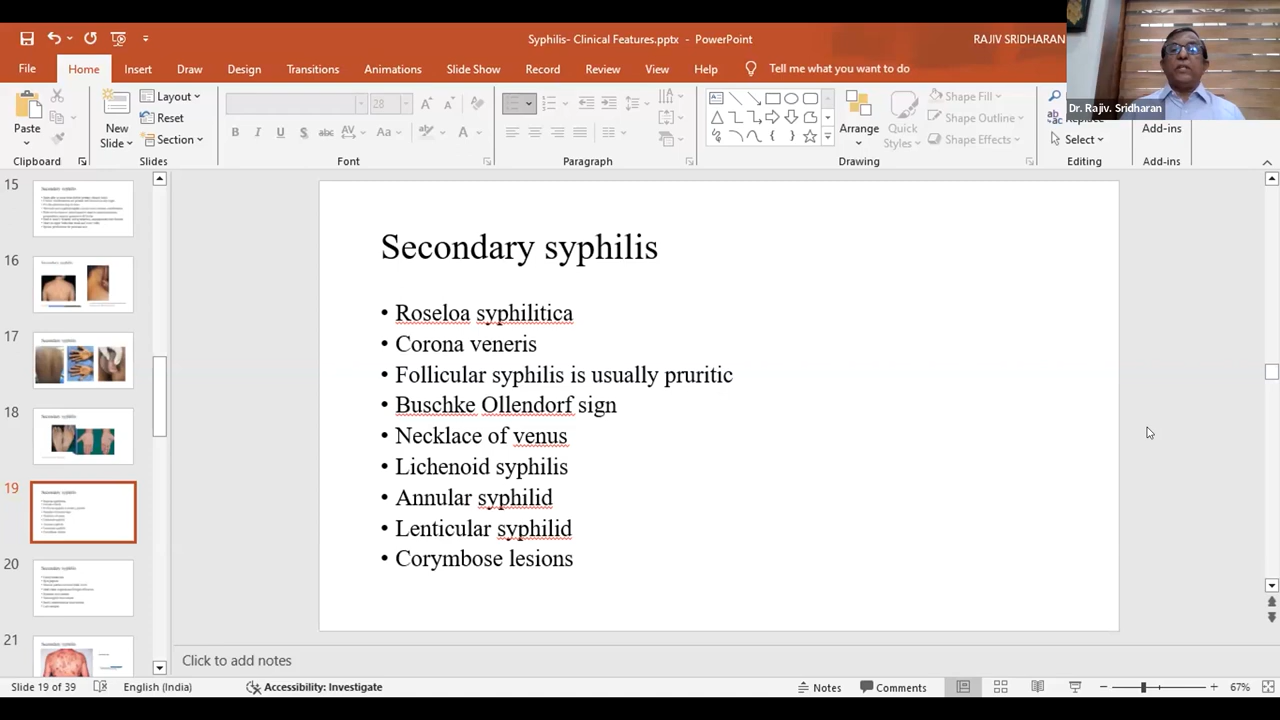 Syphilis- Clinical Features.pptx - PowerPoint
RAJIV SRIDHARAN
File Home Insert Draw Design Transitions Animations Slide Show Record Review View Help Tell me what you want to do
Dr. Rajiv. Sridharan
Paste
New
Slide
Layout
Reset
Section
28
B I U S abc AV Aa A
Arrange
Quick
Styles
Shape Fill
Shape Outline
Shape Effects
Replace
Select
Add-ins
Clipboard Slides Font Paragraph Drawing Editing Add-ins
15
16
17
18
19
20
21
Secondary syphilis
• Roseloa syphilitica
• Corona veneris
• Follicular syphilis is usually pruritic
• Buschke Ollendorf sign
• Necklace of venus
• Lichenoid syphilis
• Annular syphilid
• Lenticular syphilid
• Corymbose lesions
Click to add notes
Slide 19 of 39 English (India) Accessibility: Investigate Notes Comments 67%